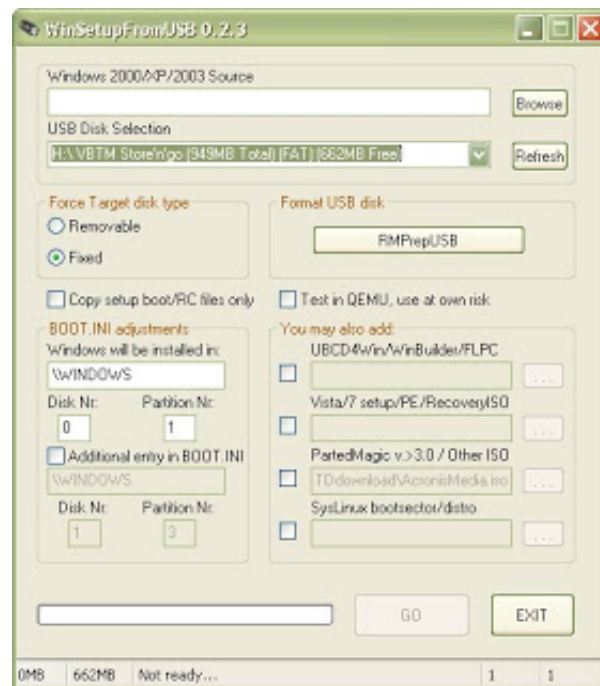 WinSetupFromUSB 0.2.3
Windows 2000/XP/2003 Source
Browse
USB Disk Selection
H:\ VBTM Store'n'go (949MB Total) (FAT) (662MB Free)
Refresh
Force Target disk type
Format USB disk
Removable
RMPrepUSB
Fixed
Copy setup boot/RC files only
Test in QEMU, use at own risk
BOOT.INI adjustments
You may also add:
Windows will be installed in:
UBCD4Win/WinBuilder/FLPC
\WINDOWS
...
Disk Nr:
Partition Nr:
Vista/7 setup/PE/RecoveryISO
0
1
...
Additional entry in BOOT.INI
PartedMagic v.>3.0 / Other ISO
\WINDOWS
TDdownload\AcronisMedia.iso
...
Disk Nr:
Partition Nr:
SysLinux bootsector/distro
1
3
...
GO
EXIT
0MB
662MB
Not ready...
1
1